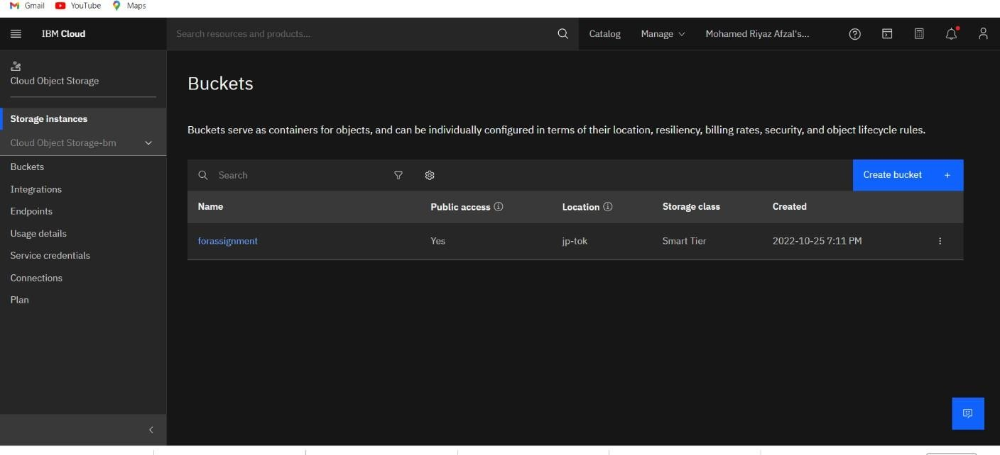 Gmail YouTube Maps
IBM Cloud Search resources and products... Catalog Manage Mohamed Riyaz Afzal's...
Cloud Object Storage
Storage instances
Cloud Object Storage-bm
Buckets
Integrations
Endpoints
Usage details
Service credentials
Connections
Plan
Buckets
Buckets serve as containers for objects, and can be individually configured in terms of their location, resiliency, billing rates, security, and object lifecycle rules.
Search Create bucket +
Name Public access Location Storage class Created
forassignment Yes jp-tok Smart Tier 2022-10-25 7:11 PM